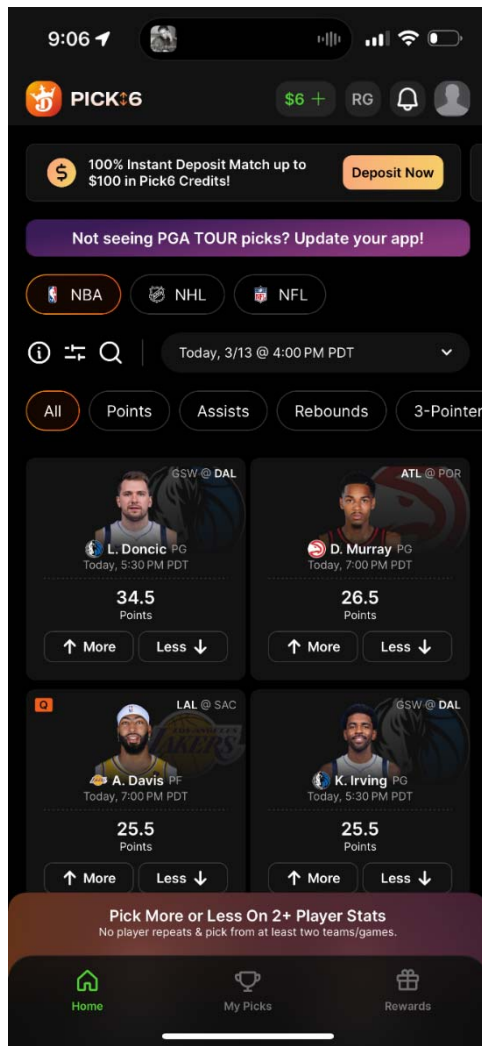 9:06
PICK6
$6 +
RG
100% Instant Deposit Match up to
$100 in Pick6 Credits!
Deposit Now
Not seeing PGA TOUR picks? Update your app!
NBA
NHL
NFL
Today, 3/13 @ 4:00 PM PDT
All
Points
Assists
Rebounds
3-Pointer
GSW @ DAL
L. Doncic PG
Today, 5:30 PM PDT
34.5
Points
↑ More
Less ↓
ATL @ POR
D. Murray PG
Today, 7:00 PM PDT
26.5
Points
↑ More
Less ↓
Q
LAL @ SAC
LOS ANGELES
LAKERS
A. Davis PF
Today, 7:00 PM PDT
25.5
Points
↑ More
Less ↓
GSW @ DAL
K. Irving PG
Today, 5:30 PM PDT
25.5
Points
↑ More
Less ↓
Pick More or Less On 2+ Player Stats
No player repeats & pick from at least two teams/games.
Home
My Picks
Rewards